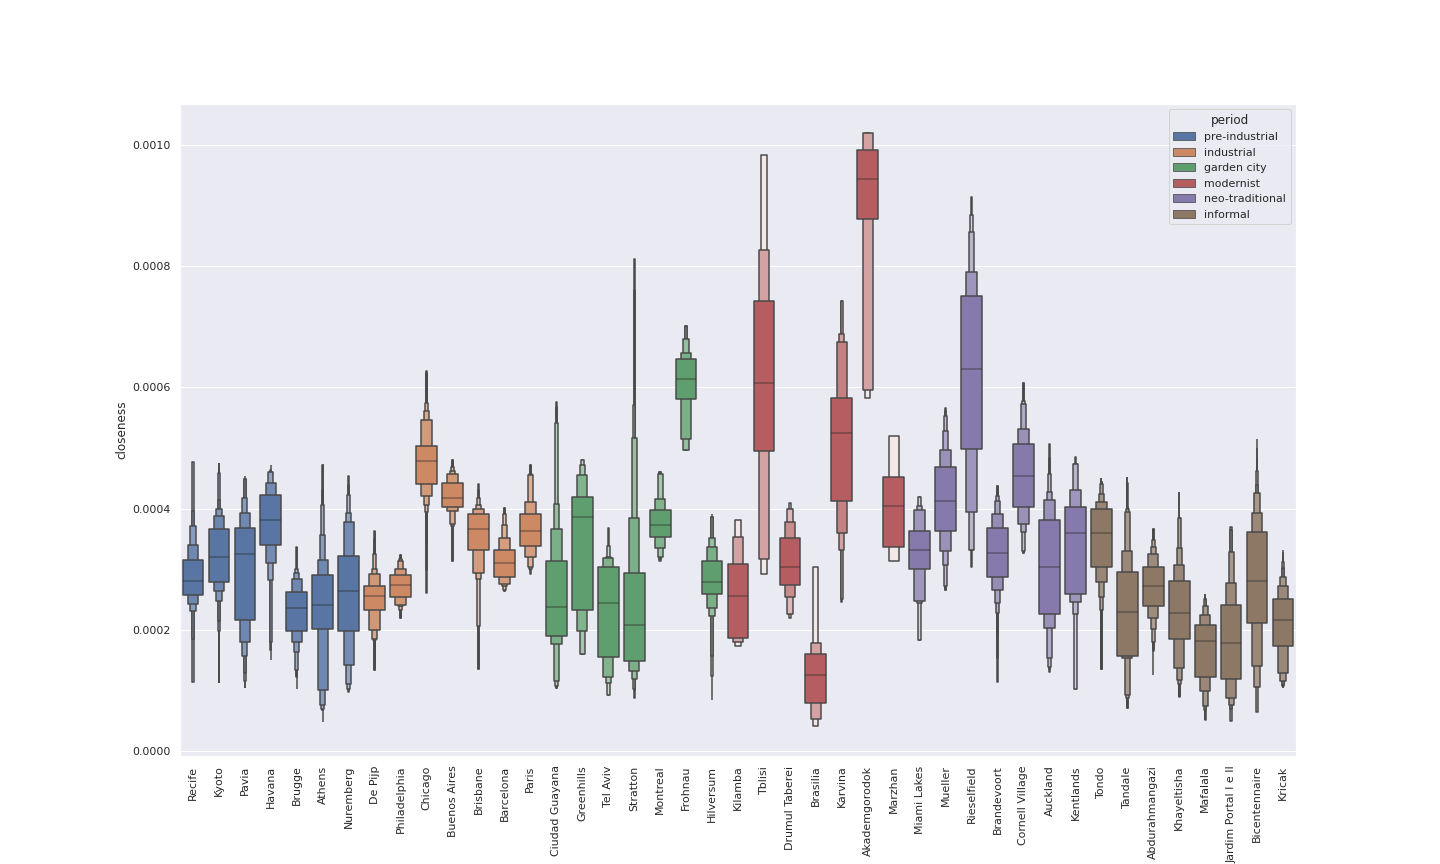 period
pre-industrial
industrial
garden city
modernist
neo-traditional
informal
closeness
0.0010
0.0008
0.0006
0.0004
0.0002
0.0000
Recife
Kyoto
Pavia
Havana
Brugge
Athens
Nuremberg
De Pijp
Philadelphia
Chicago
Buenos Aires
Brisbane
Barcelona
Paris
Ciudad Guayana
Greenhills
Tel Aviv
Stratton
Montreal
Frohnau
Hilversum
Kilamba
Tblisi
Drumul Taberei
Brasilia
Karvina
Akademgorodok
Marzhan
Miami Lakes
Mueller
Rieselfield
Brandevoort
Cornell Village
Auckland
Kentlands
Tondo
Tandale
Abdurahmangazi
Khayeltisha
Mafalala
Jardim Portal I e II
Bicentennaire
Kricak